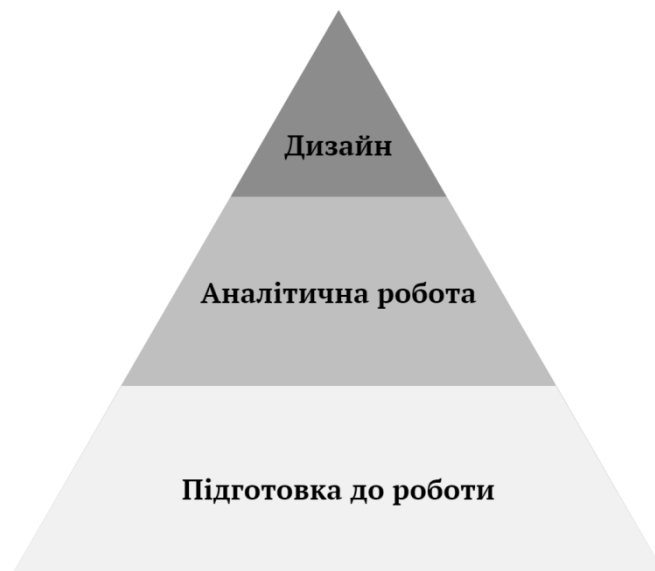 Дизайн
Аналітична робота
Підготовка до роботи